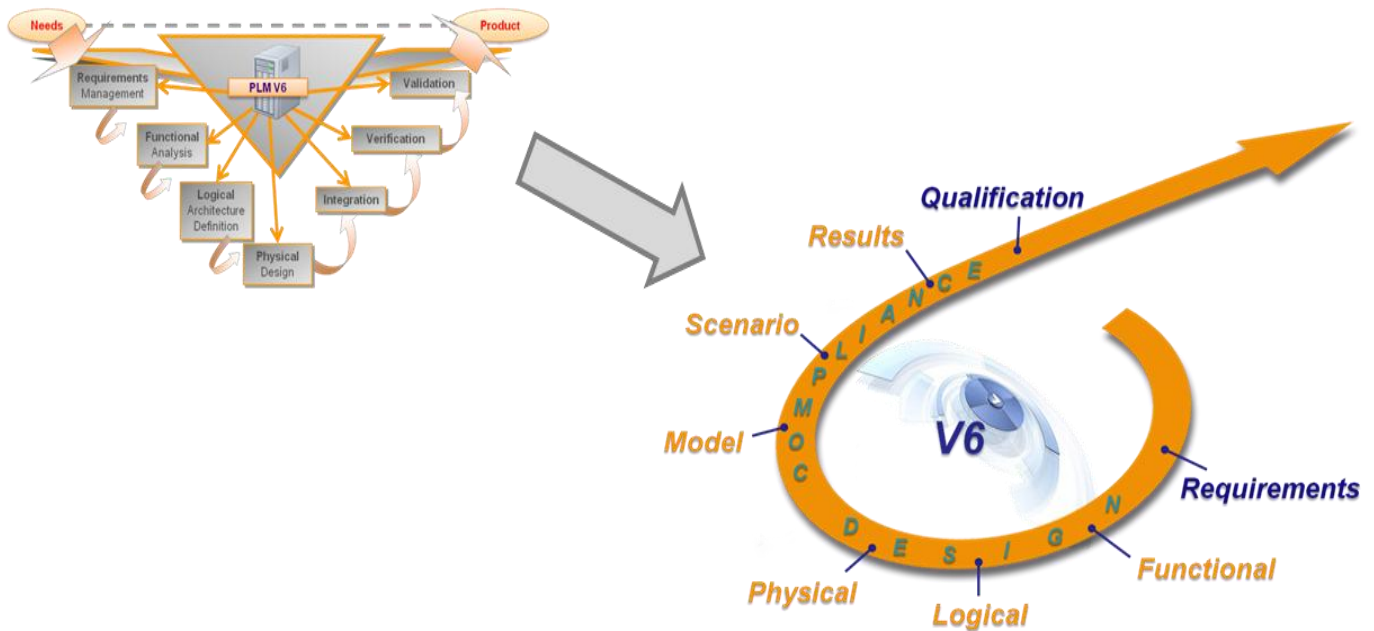 Needs
Product
Requirements
Management
PLM V6
Validation
Functional
Analysis
Verification
Logical
Architecture
Definition
Integration
Physical
Design
Qualification
Results
Scenario
Model
COMPLIANCE
V6
Requirements
DESIGN
Functional
Physical
Logical